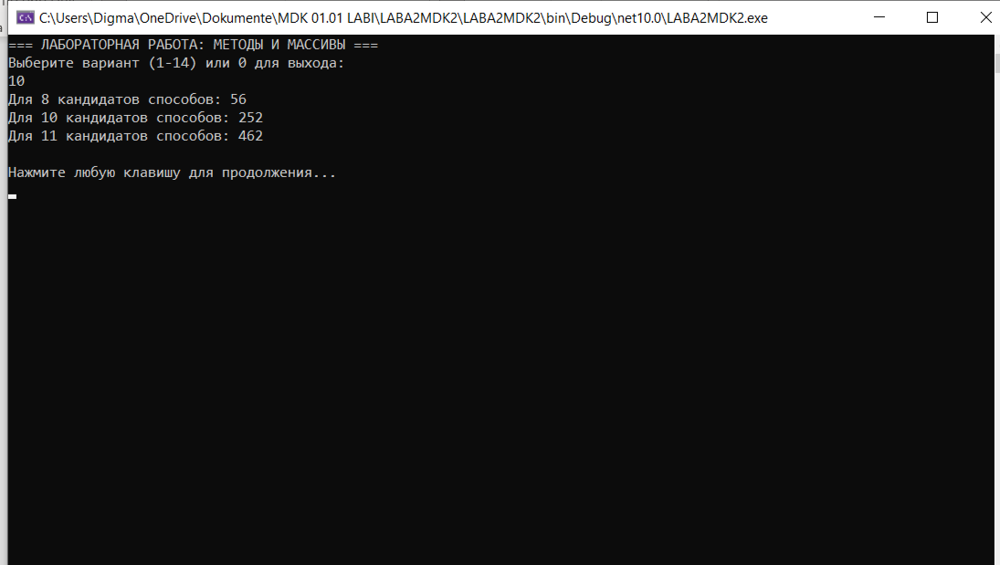 C:\Users\Digma\OneDrive\Dokumente\MDK 01.01 LABI\LABA2MDK2\LABA2MDK2\bin\Debug\net10.0\LABA2MDK2.exe
=== ЛАБОРАТОРНАЯ РАБОТА: МЕТОДЫ И МАССИВЫ ===
Выберите вариант (1-14) или 0 для выхода:
10
Для 8 кандидатов способов: 56
Для 10 кандидатов способов: 252
Для 11 кандидатов способов: 462
Нажмите любую клавишу для продолжения...